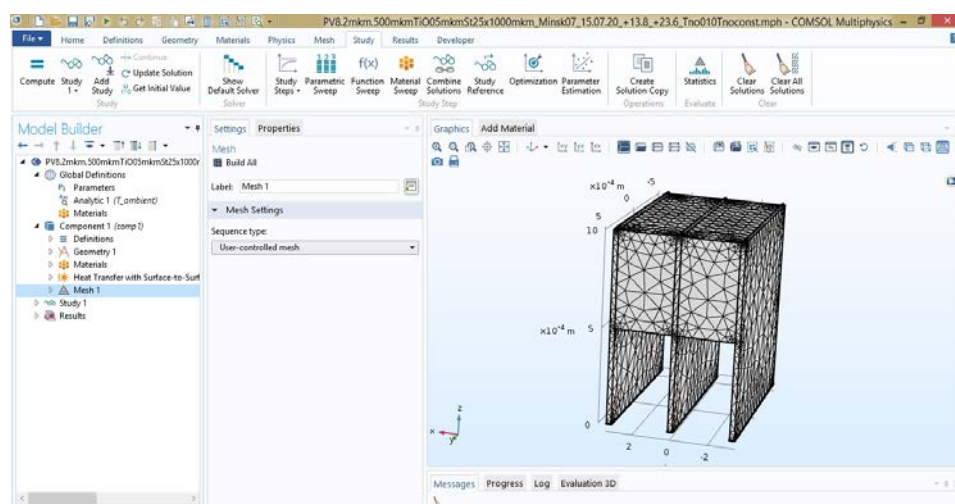 PV8.2mkm.500mkmTiO05mkmSt25x1000mkm_Minsk07_15.07.20_+13.8_+23.6_Tno010Tnoconst.mph - COMSOL Multiphysics
File Home Definitions Geometry Materials Physics Mesh Study Results Developer
Compute Study 1 Add Study
Continue
Update Solution
Get Initial Value
Study
Show Default Solver
Solver
Study Steps Parametric Sweep Function Sweep Material Sweep Combine Solutions Study Reference Optimization Parameter Estimation
f(x)
Study Step
Create Solution Copy
Operations
Statistics
Evaluate
Clear Solutions Clear All Solutions
Clear
Model Builder
PV8.2mkm.500mkmTiO05mkmSt25x1000r
Global Definitions
Pi Parameters
Analytic 1 (T_ambient)
Materials
Component 1 (comp1)
Definitions
Geometry 1
Materials
Heat Transfer with Surface-to-Surf
Mesh 1
Study 1
Results
Settings Properties
Mesh
Build All
Label: Mesh 1
Mesh Settings
Sequence type:
User-controlled mesh
Graphics Add Material
x10⁻⁴ m
-5
0
5
10
x10⁻⁴ m 5
0
2
0
-2
z
x
y
Messages Progress Log Evaluation 3D